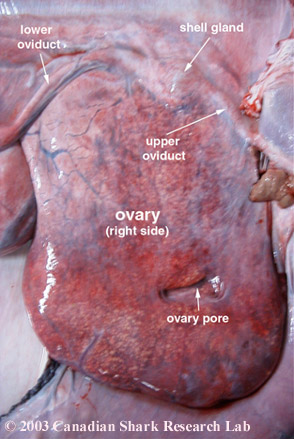 lower
oviduct
shell gland
upper
oviduct
ovary
(right side)
ovary pore
© 2003 Canadian Shark Research Lab